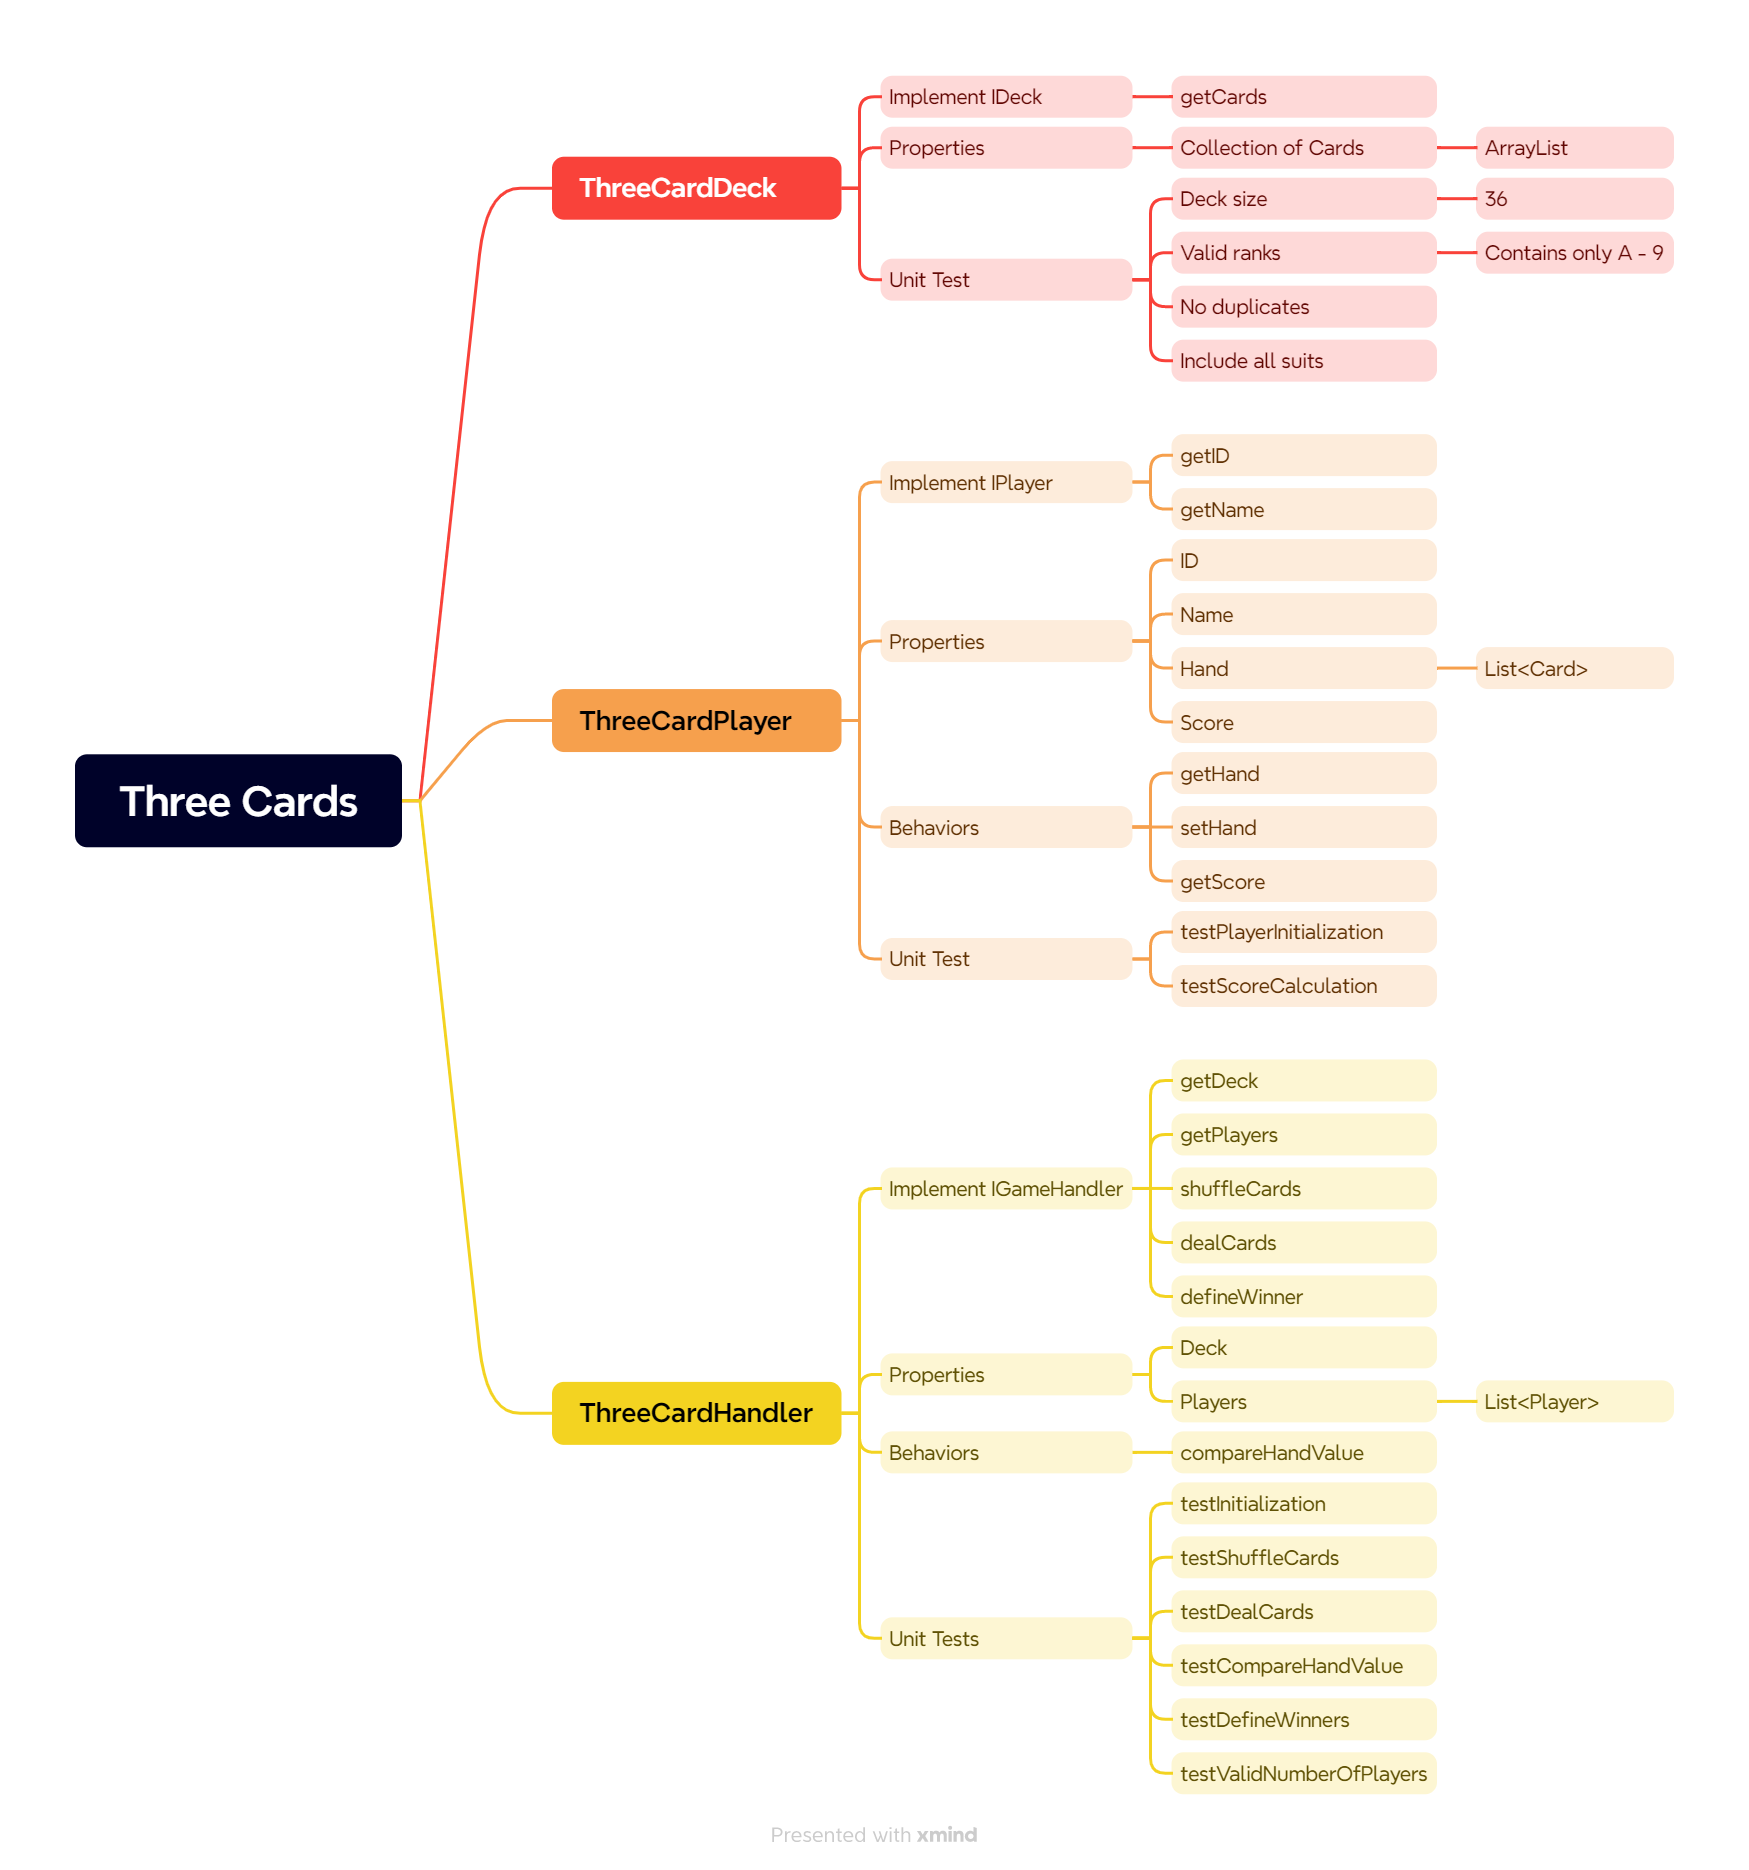 Three Cards
ThreeCardDeck
Implement IDeck
getCards
Properties
Collection of Cards
ArrayList
Unit Test
Deck size
36
Valid ranks
Contains only A - 9
No duplicates
Include all suits
ThreeCardPlayer
Implement IPlayer
getID
getName
Properties
ID
Name
Hand
List<Card>
Score
Behaviors
getHand
setHand
getScore
Unit Test
testPlayerInitialization
testScoreCalculation
ThreeCardHandler
Implement IGameHandler
getDeck
getPlayers
shuffleCards
dealCards
defineWinner
Properties
Deck
Players
List<Player>
Behaviors
compareHandValue
Unit Tests
testInitialization
testShuffleCards
testDealCards
testCompareHandValue
testDefineWinners
testValidNumberOfPlayers
Presented with xmind